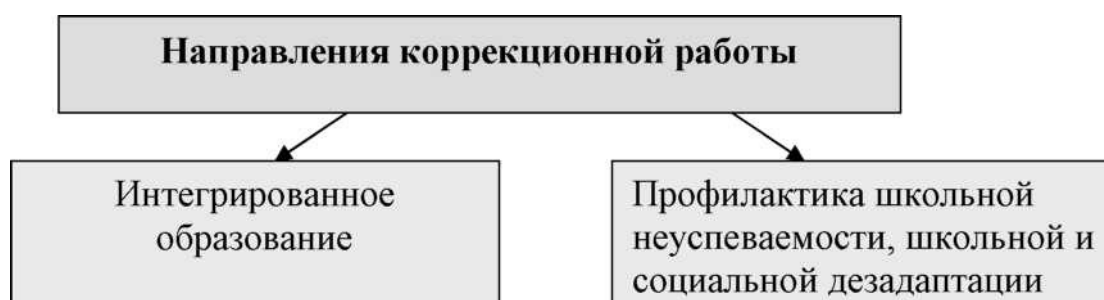 Направления коррекционной работы
Интегрированное
образование
Профилактика школьной
неуспеваемости, школьной и
социальной дезадаптации